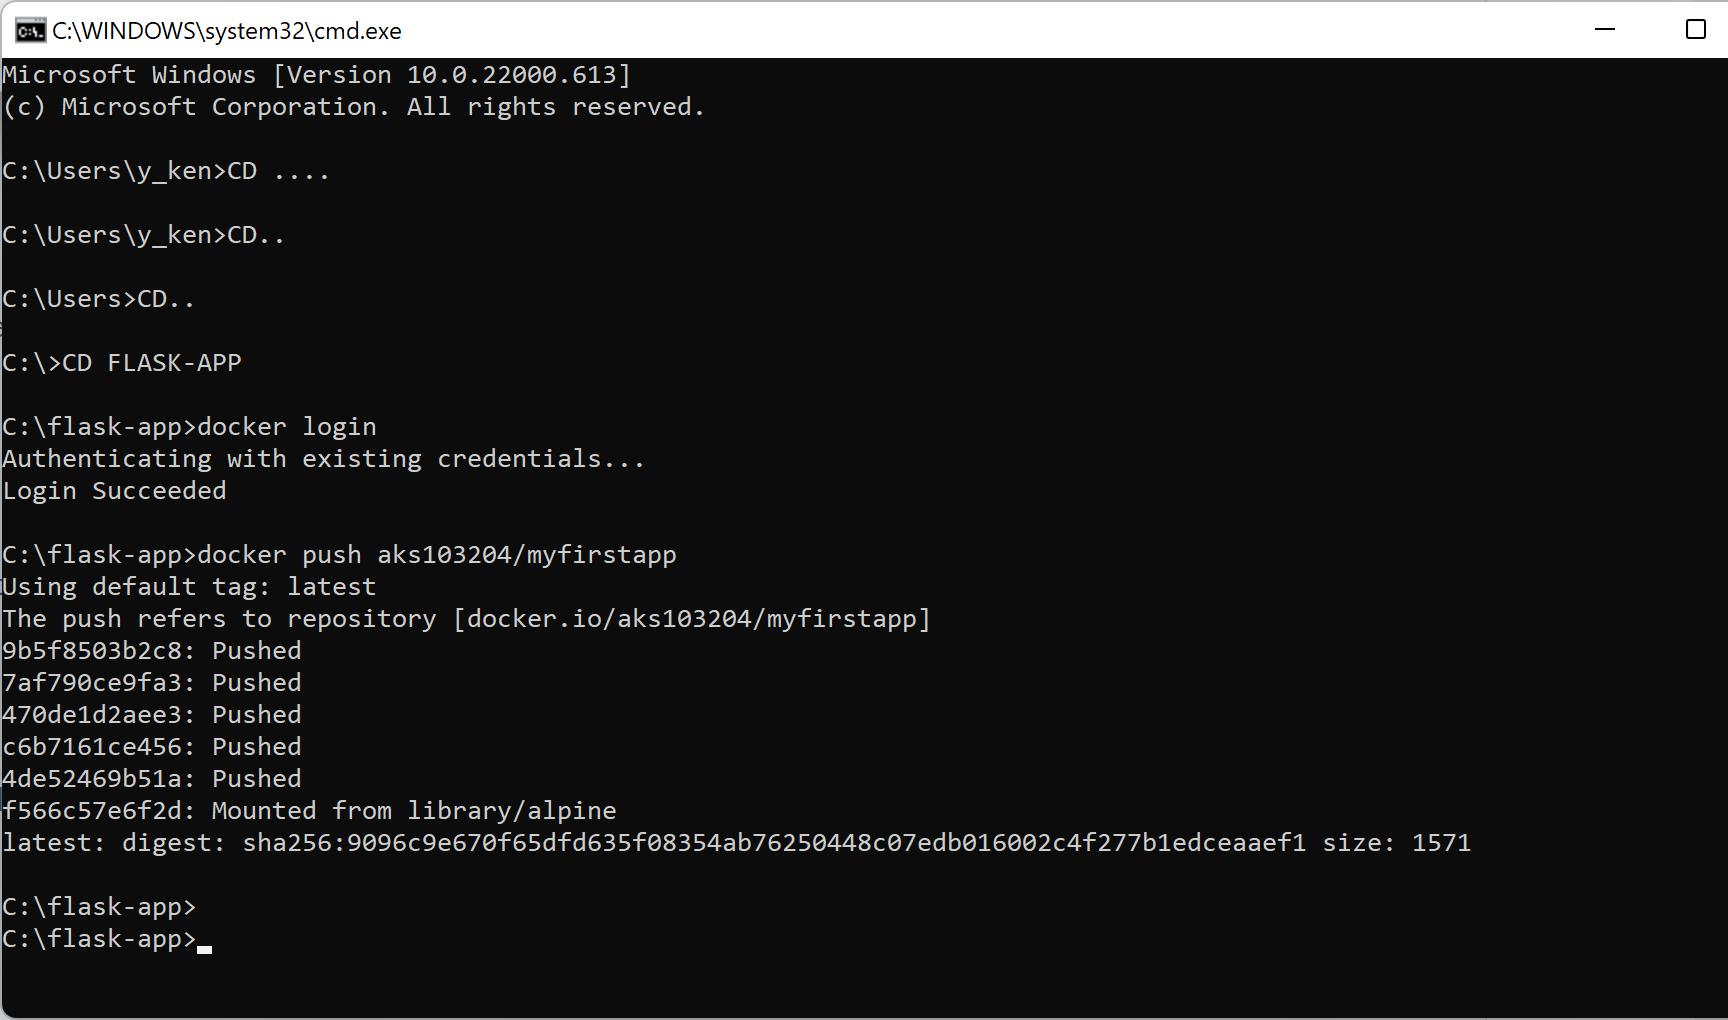 C:\WINDOWS\system32\cmd.exe
Microsoft Windows [Version 10.0.22000.613]
(c) Microsoft Corporation. All rights reserved.
C:\Users\y_ken>CD ....
C:\Users\y_ken>CD..
C:\Users>CD..
C:\>CD FLASK-APP
C:\flask-app>docker login
Authenticating with existing credentials...
Login Succeeded
C:\flask-app>docker push aks103204/myfirstapp
Using default tag: latest
The push refers to repository [docker.io/aks103204/myfirstapp]
9b5f8503b2c8: Pushed
7af790ce9fa3: Pushed
470de1d2aee3: Pushed
c6b7161ce456: Pushed
4de52469b51a: Pushed
f566c57e6f2d: Mounted from library/alpine
latest: digest: sha256:9096c9e670f65dfd635f08354ab76250448c07edb016002c4f277b1edceaaef1 size: 1571
C:\flask-app>
C:\flask-app>